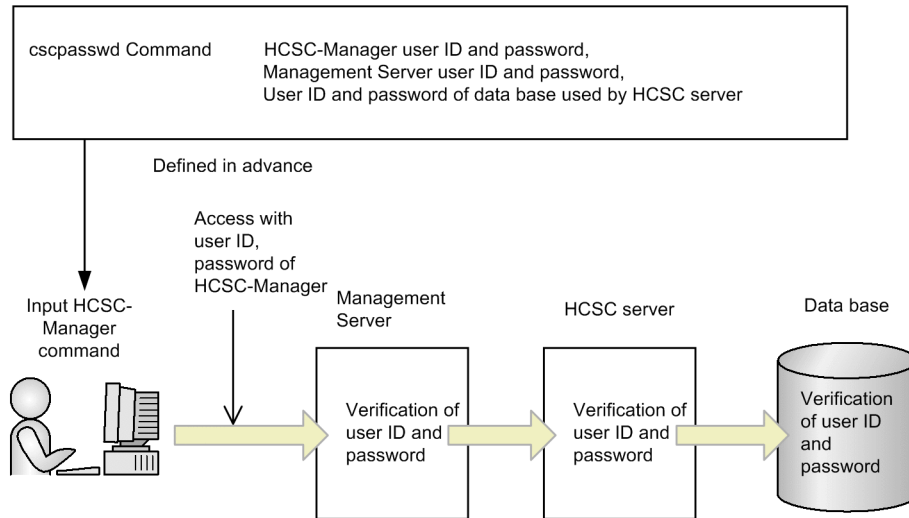 cscpasswd Command
HCSC-Manager user ID and password,
Management Server user ID and password,
User ID and password of data base used by HCSC server
Defined in advance
Access with
user ID,
password of
HCSC-Manager
Input HCSC-
Manager
command
Management
Server
HCSC server
Data base
Verification of
user ID and
password
Verification of
user ID and
password
Verification
of user ID
and
password